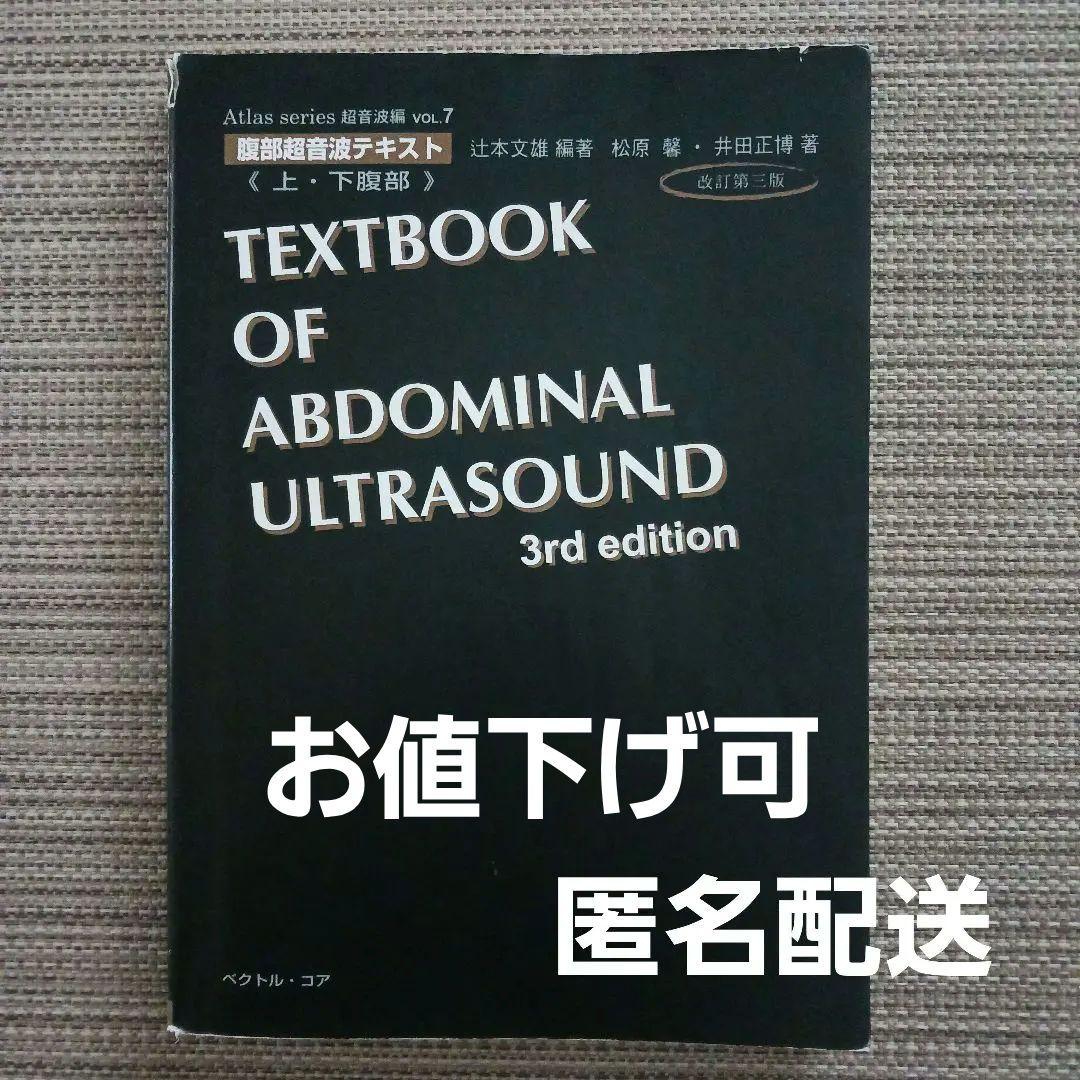 Atlas series 超音波編 VOL.7
腹部超音波テキスト 辻本文雄 編著 松原 馨・井田正博 著
《 上・下腹部 》 改訂第三版
TEXTBOOK
OF
ABDOMINAL
ULTRASOUND
3rd edition
お値下げ可
匿名配送
ベクトル・コア